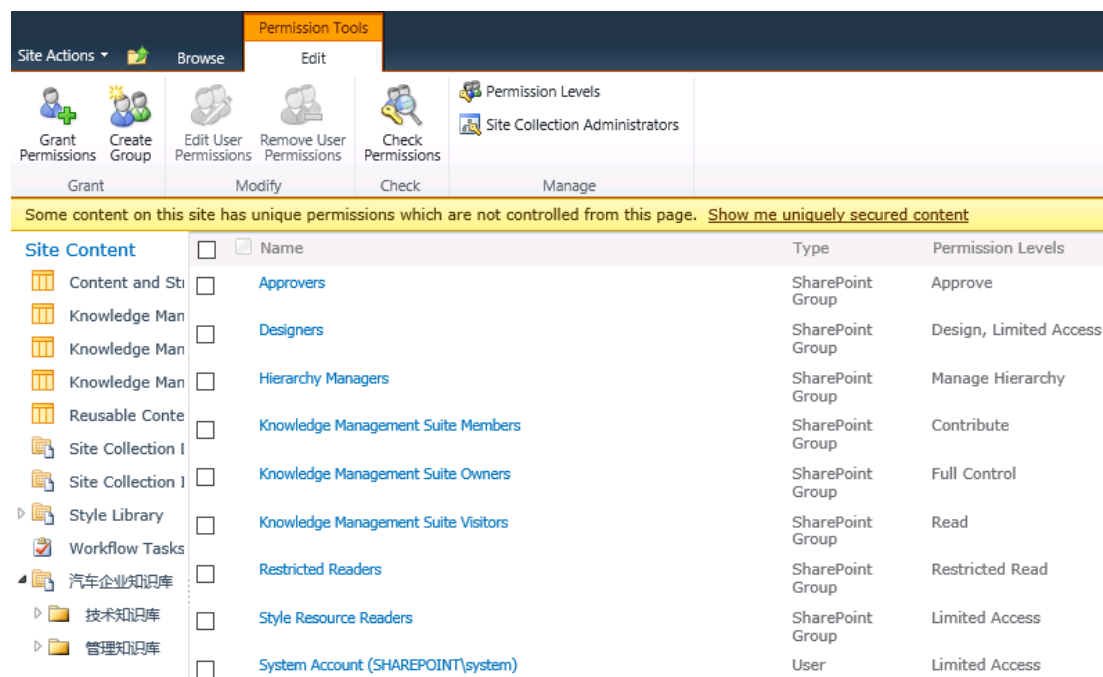 Permission Tools
Site Actions Browse Edit
Permission Levels
Site Collection Administrators
Grant Permissions
Create Group
Edit User Permissions
Remove User Permissions
Check Permissions
Grant Modify Check Manage
Some content on this site has unique permissions which are not controlled from this page. Show me uniquely secured content
Site Content
Content and St
Knowledge Man
Knowledge Man
Knowledge Man
Reusable Conte
Site Collection
Site Collection
Style Library
Workflow Tasks
汽车企业知识库
技术知识库
管理知识库
Name Type Permission Levels
Approvers SharePoint Group Approve
Designers SharePoint Group Design, Limited Access
Hierarchy Managers SharePoint Group Manage Hierarchy
Knowledge Management Suite Members SharePoint Group Contribute
Knowledge Management Suite Owners SharePoint Group Full Control
Knowledge Management Suite Visitors SharePoint Group Read
Restricted Readers SharePoint Group Restricted Read
Style Resource Readers SharePoint Group Limited Access
System Account (SHAREPOINT\system) User Limited Access